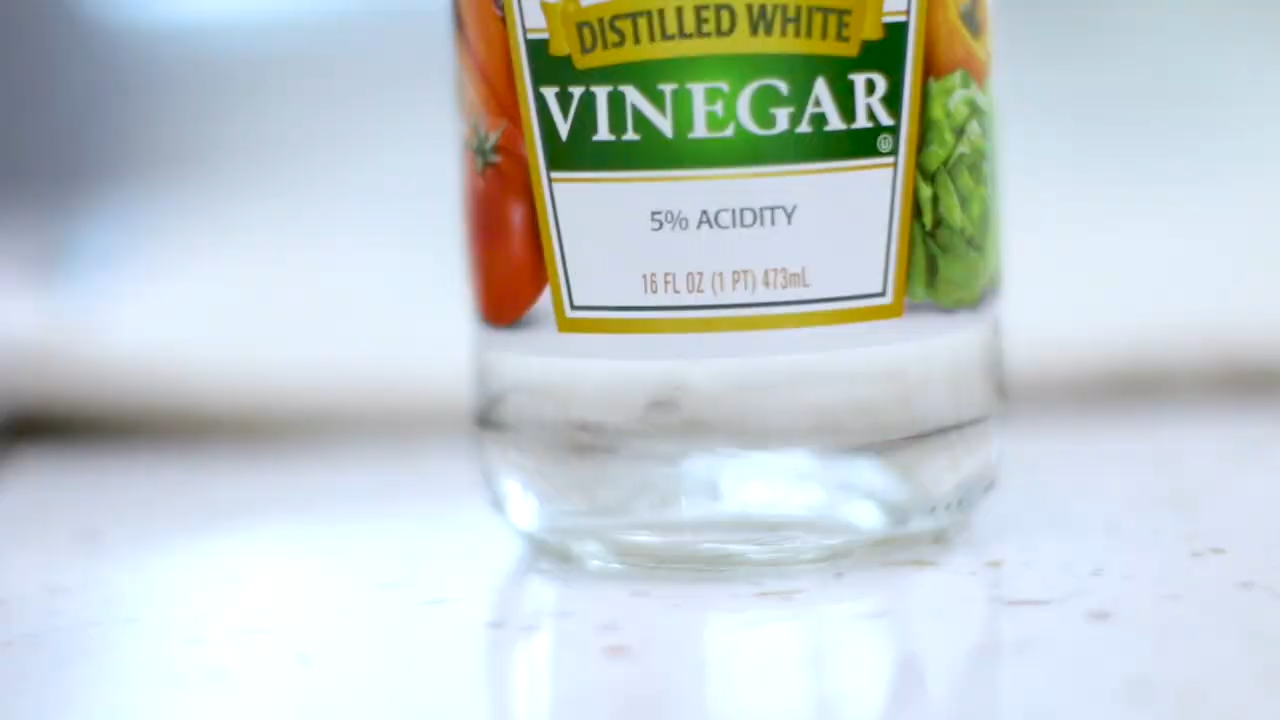 DISTILLED WHITE
VINEGAR
U
5% ACIDITY
16 FL OZ (1 PT) 473mL